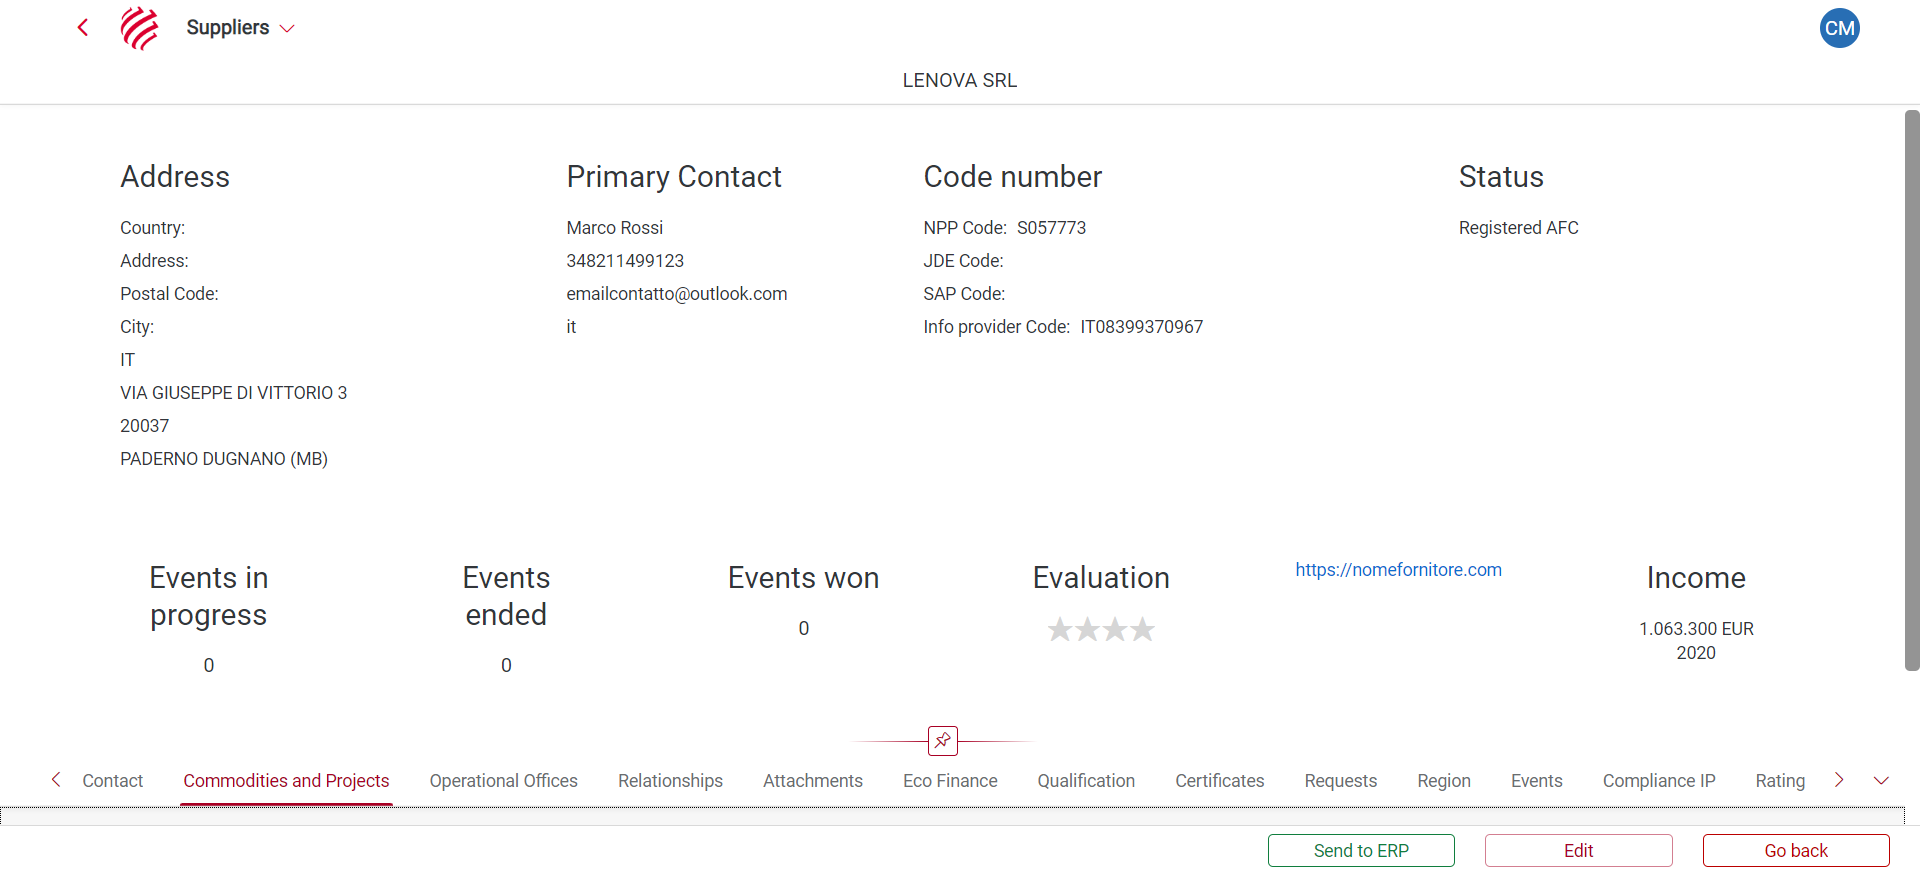 Suppliers
CM
LENOVA SRL
Address
Country:
Address:
Postal Code:
City:
IT
VIA GIUSEPPE DI VITTORIO 3
20037
PADERNO DUGNANO (MB)
Primary Contact
Marco Rossi
348211499123
emailcontatto@outlook.com
it
Code number
NPP Code: S057773
JDE Code:
SAP Code:
Info provider Code: IT08399370967
Status
Registered AFC
Events in
progress
0
Events
ended
0
Events won
0
Evaluation
https://nomefornitore.com
Income
1.063.300 EUR
2020
Contact Commodities and Projects Operational Offices Relationships Attachments Eco Finance Qualification Certificates Requests Region Events Compliance IP Rating
Send to ERP Edit Go back